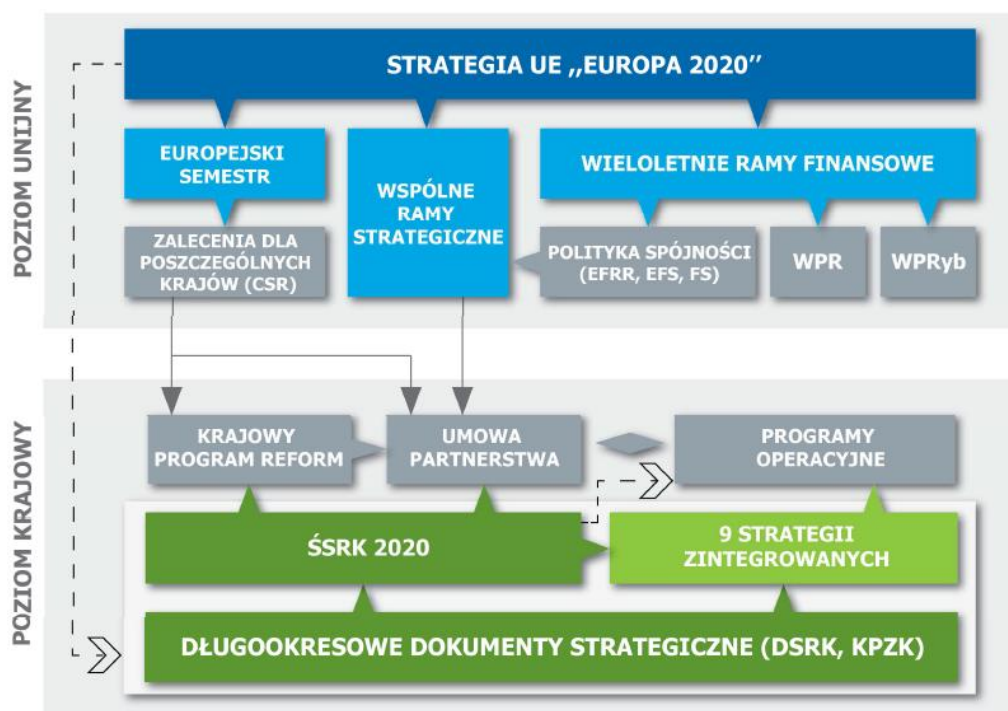 POZIOM UNIJNY
STRATEGIA UE „EUROPA 2020”
EUROPEJSKI
SEMESTR
WSPÓLNE
RAMY
STRATEGICZNE
WIELOLETNIE RAMY FINANSOWE
ZALECENIA DLA
POSZCZEGÓLNYCH
KRAJÓW (CSR)
POLITYKA SPÓJNOŚCI
(EFRR, EFS, FS)
WPR
WPRyb
POZIOM KRAJOWY
KRAJOWY
PROGRAM REFORM
UMOWA
PARTNERSTWA
PROGRAMY
OPERACYJNE
ŚSRK 2020
9 STRATEGII
ZINTEGROWANYCH
DŁUGOOKRESOWE DOKUMENTY STRATEGICZNE (DSRK, KPZK)